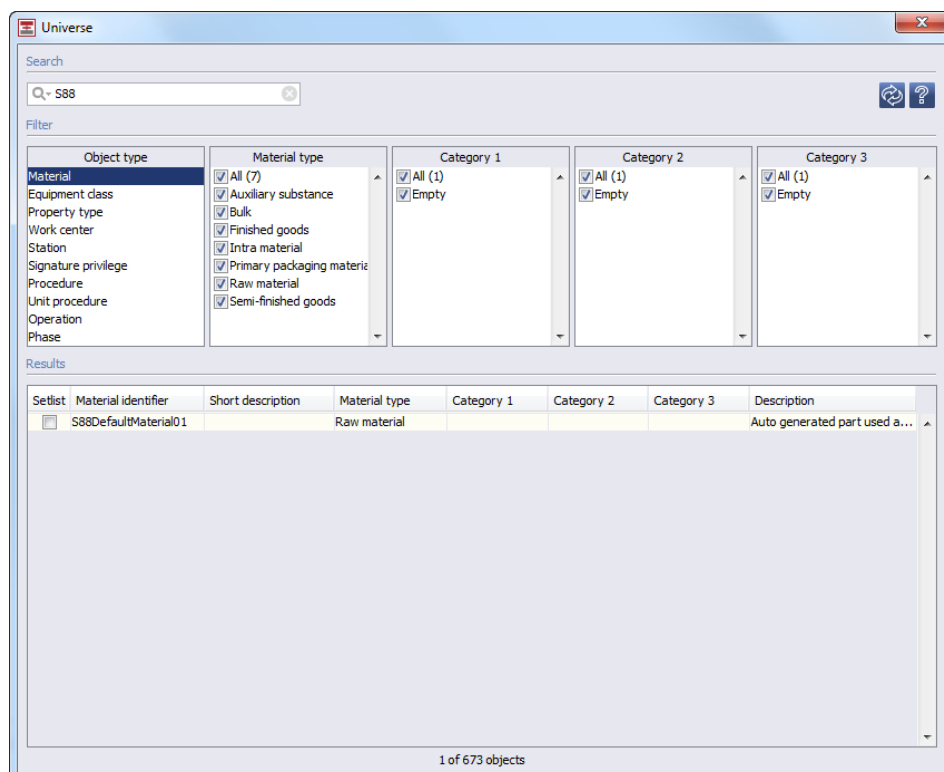 Universe
Search
S88
Filter
Object type
Material
Equipment class
Property type
Work center
Station
Signature privilege
Procedure
Unit procedure
Operation
Phase
Material type
All (7)
Auxiliary substance
Bulk
Finished goods
Intra material
Primary packaging materia
Raw material
Semi-finished goods
Category 1
All (1)
Empty
Category 2
All (1)
Empty
Category 3
All (1)
Empty
Results
Setlist Material identifier Short description Material type Category 1 Category 2 Category 3 Description
S88DefaultMaterial01 Raw material Auto generated part used a...
1 of 673 objects